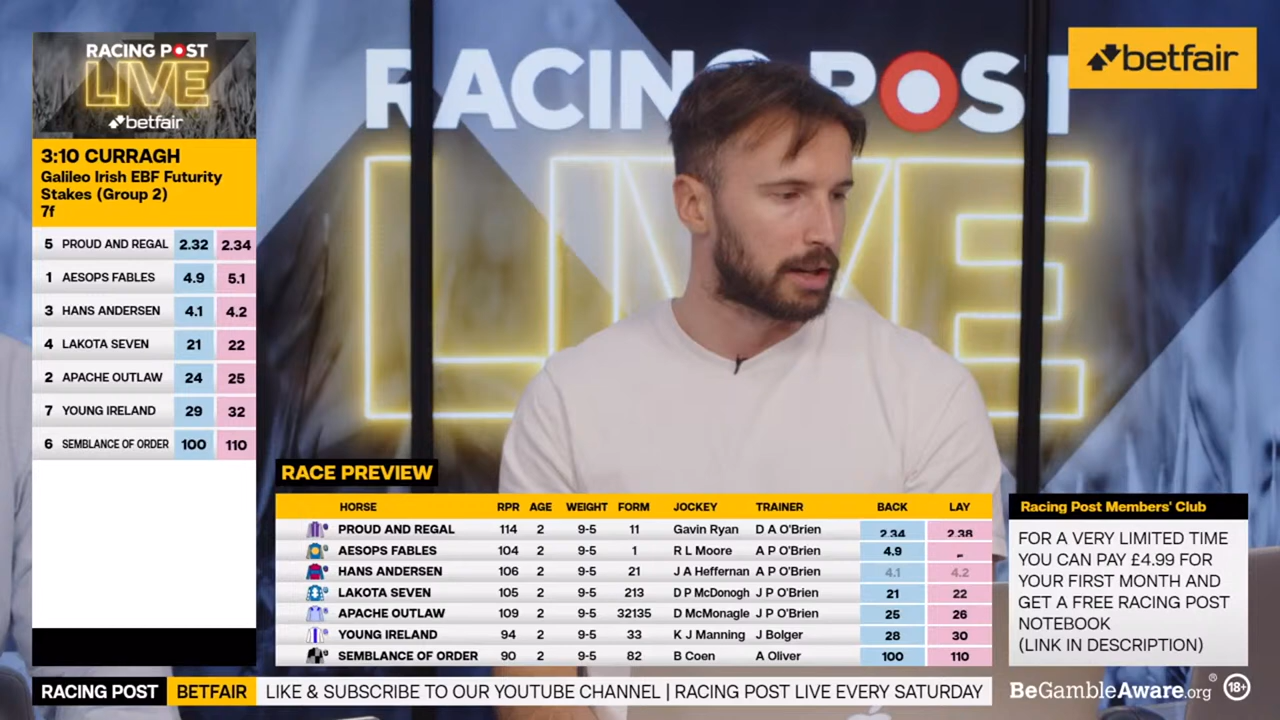 RACING POST
LIVE
betfair
3:10 CURRAGH
Galileo Irish EBF Futurity
Stakes (Group 2)
7f
5 PROUD AND REGAL 2.32 2.34
1 AESOPS FABLES 4.9 5.1
3 HANS ANDERSEN 4.1 4.2
4 LAKOTA SEVEN 21 22
2 APACHE OUTLAW 24 25
7 YOUNG IRELAND 29 32
6 SEMBLANCE OF ORDER 100 110
RACING POST
LIVE
betfair
RACE PREVIEW
HORSE RPR AGE WEIGHT FORM JOCKEY TRAINER BACK LAY
PROUD AND REGAL 114 2 9-5 11 Gavin Ryan D A O'Brien 2.34 2.38
AESOPS FABLES 104 2 9-5 1 R L Moore A P O'Brien 4.9
HANS ANDERSEN 106 2 9-5 21 J A Heffernan A P O'Brien 4.1 4.2
LAKOTA SEVEN 105 2 9-5 213 D P McDonogh J P O'Brien 21 22
APACHE OUTLAW 109 2 9-5 32135 D McMonagle J P O'Brien 25 26
YOUNG IRELAND 94 2 9-5 33 K J Manning J Bolger 28 30
SEMBLANCE OF ORDER 90 2 9-5 82 B Coen A Oliver 100 110
Racing Post Members' Club
FOR A VERY LIMITED TIME
YOU CAN PAY £4.99 FOR
YOUR FIRST MONTH AND
GET A FREE RACING POST
NOTEBOOK
(LINK IN DESCRIPTION)
RACING POST BETFAIR LIKE & SUBSCRIBE TO OUR YOUTUBE CHANNEL | RACING POST LIVE EVERY SATURDAY
BeGambleAware.org® 18+